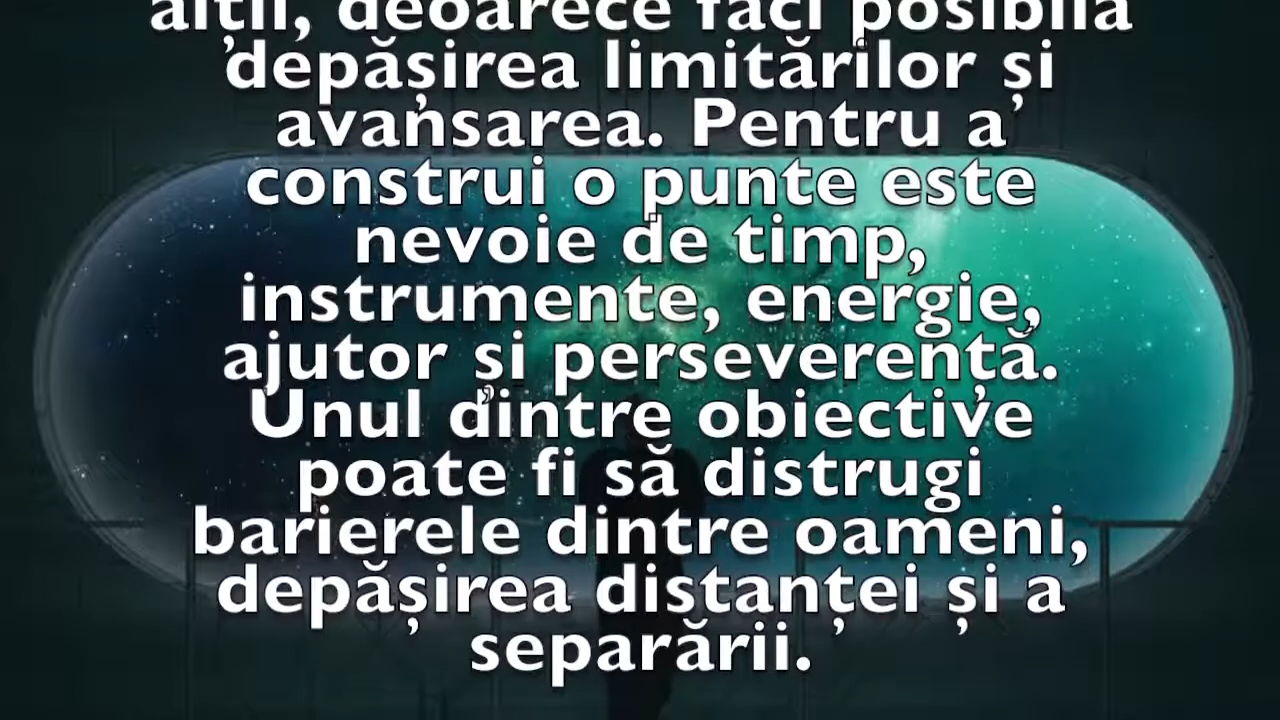 alții, deoarece faci posibilă
depășirea limitărilor și
avansarea. Pentru a
construi o punte este
nevoie de timp,
instrumente, energie,
ajutor și perseverență.
Unul dintre obiective
poate fi să distrugi
barierele dintre oameni,
depășirea distanței și a
separării.